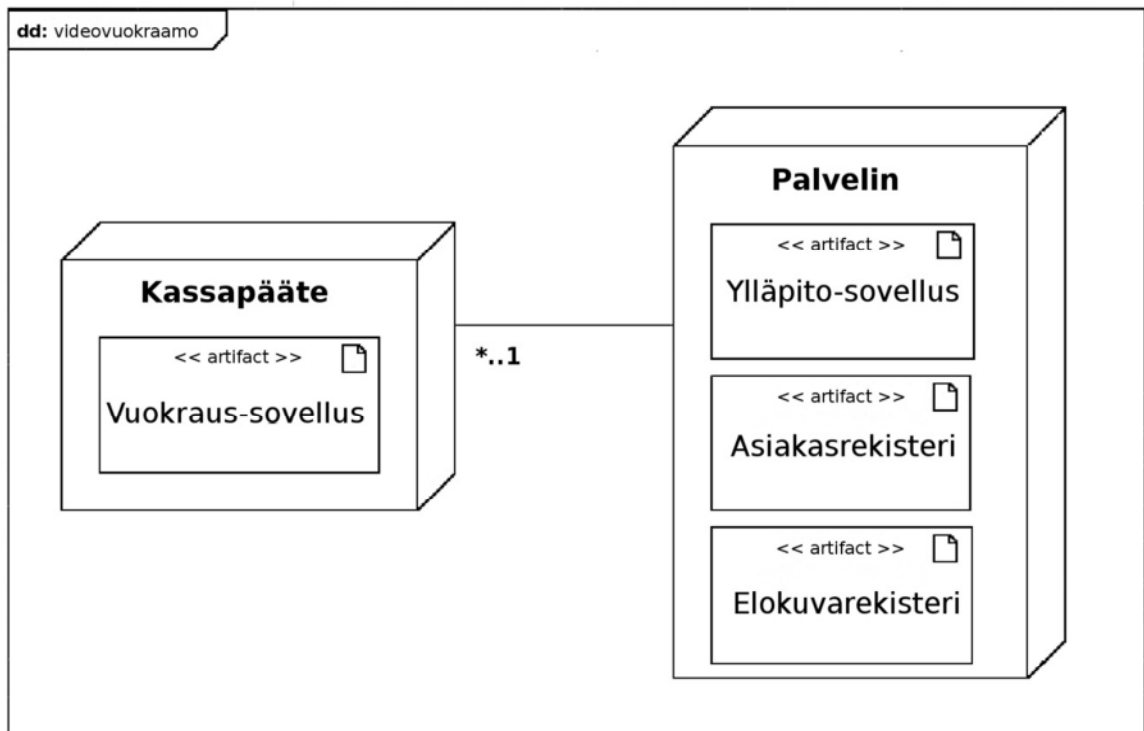 dd: videovuokraamo
Kassapääte
<< artifact >>
Vuokraus-sovellus
*..1
Palvelin
<< artifact >>
Ylläpito-sovellus
<< artifact >>
Asiakasrekisteri
<< artifact >>
Elokuvarekisteri